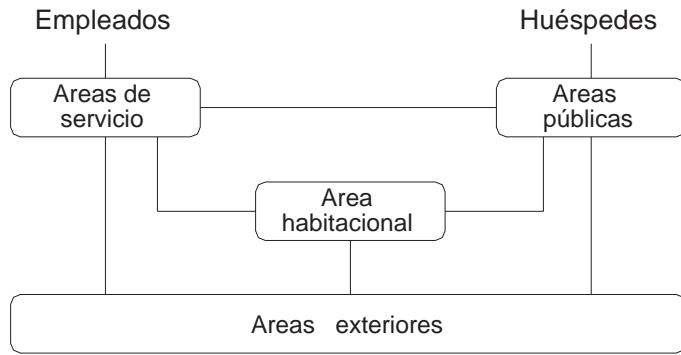 Empleados
Huéspedes
Areas de
servicio
Areas
públicas
Area
habitacional
Areas exteriores